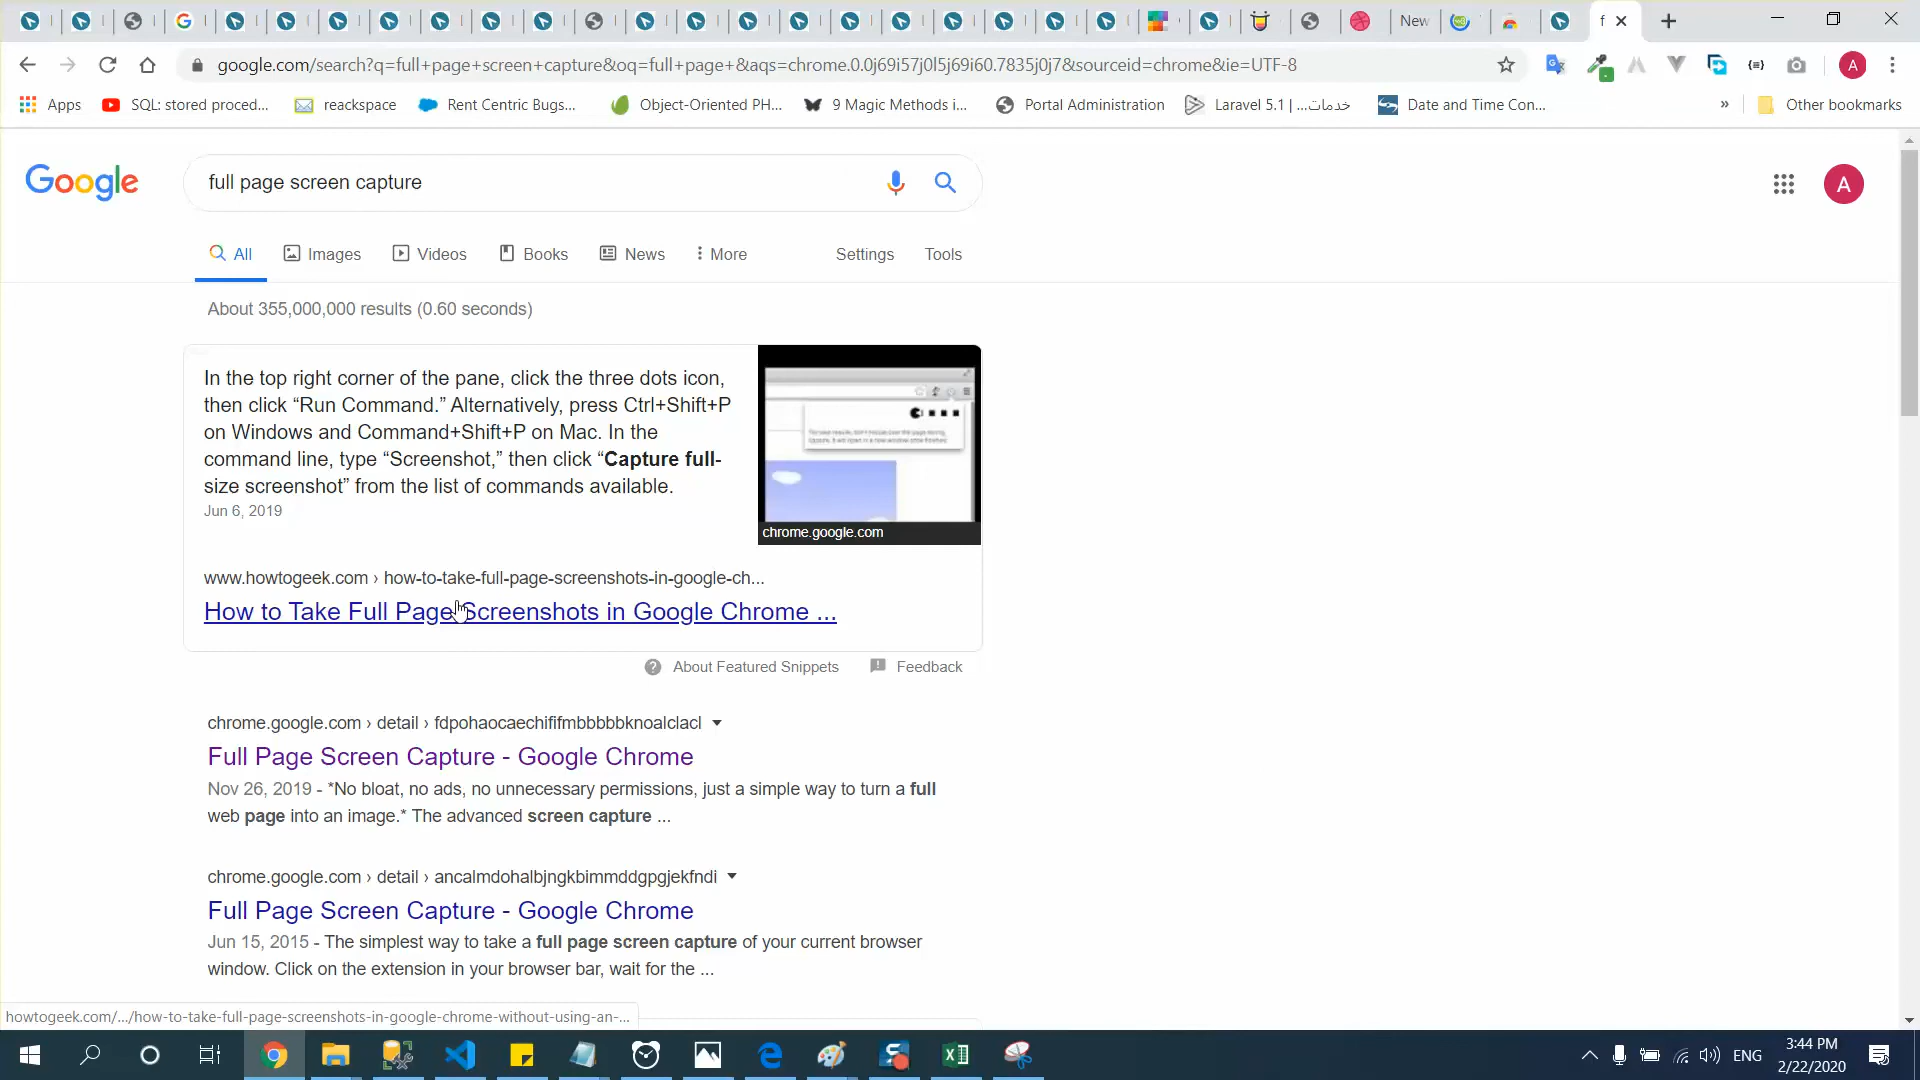 f
New
google.com/search?q=full+page+screen+capture&oq=full+page+&aqs=chrome.0.0j69i57j0l5j69i60.7835j0j7&sourceid=chrome&ie=UTF-8
A
Apps
SQL: stored proced...
reackspace
Rent Centric Bugs...
Object-Oriented PH...
9 Magic Methods i...
Portal Administration
Laravel 5.1 | ...خدمات
Date and Time Con...
»
Other bookmarks
Google
full page screen capture
A
All
Images
Videos
Books
News
More
Settings
Tools
About 355,000,000 results (0.60 seconds)
In the top right corner of the pane, click the three dots icon,
then click “Run Command.” Alternatively, press Ctrl+Shift+P
on Windows and Command+Shift+P on Mac. In the
command line, type “Screenshot,” then click “Capture full-
size screenshot” from the list of commands available.
Jun 6, 2019
chrome.google.com
www.howtogeek.com › how-to-take-full-page-screenshots-in-google-ch...
How to Take Full Page Screenshots in Google Chrome ...
About Featured Snippets
Feedback
chrome.google.com › detail › fdpohaocaechififmbbbbbknoalclacl
Full Page Screen Capture - Google Chrome
Nov 26, 2019 - *No bloat, no ads, no unnecessary permissions, just a simple way to turn a full
web page into an image.* The advanced screen capture ...
chrome.google.com › detail › ancalmdohalbjngkbimmddgpgjekfndi
Full Page Screen Capture - Google Chrome
Jun 15, 2015 - The simplest way to take a full page screen capture of your current browser
window. Click on the extension in your browser bar, wait for the ...
howtogeek.com/.../how-to-take-full-page-screenshots-in-google-chrome-without-using-an-...
ENG
3:44 PM
2/22/2020